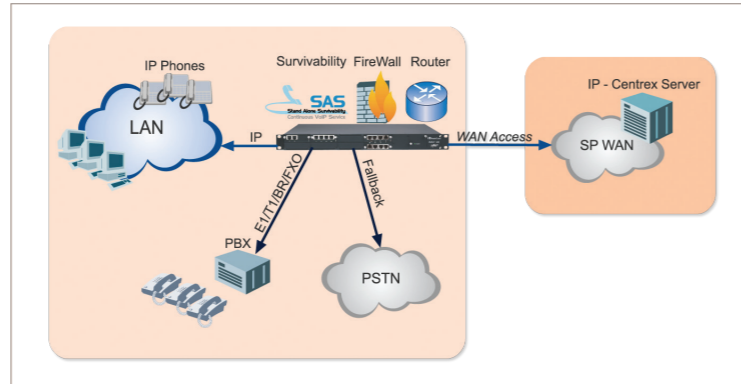 IP Phones
Survivability
FireWall
Router
IP - Centrex Server
SAS
Stand Alone Survivability
Continuous VoIP Service
LAN
IP
WAN Access
SP WAN
E1/T1/BR/FXO
Fallback
PBX
PSTN